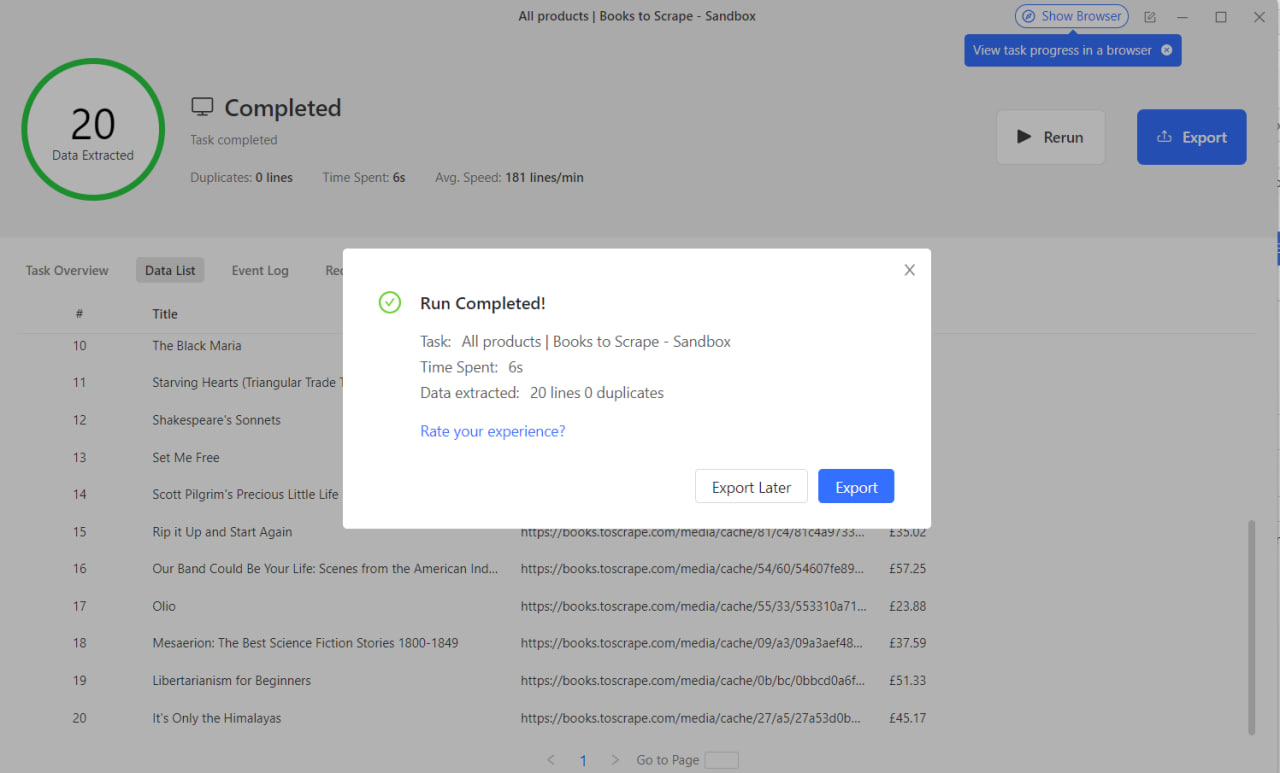 All products | Books to Scrape - Sandbox
Show Browser
View task progress in a browser
20
Data Extracted
Completed
Task completed
Duplicates: 0 lines Time Spent: 6s Avg. Speed: 181 lines/min
Rerun
Export
Task Overview Data List Event Log
# Title
10 The Black Maria
11 Starving Hearts (Triangular Trade
12 Shakespeare's Sonnets
13 Set Me Free
14 Scott Pilgrim's Precious Little Life
15 Rip it Up and Start Again https://books.toscrape.com/media/cache/81/c4/81c4a9733... £35.02
16 Our Band Could Be Your Life: Scenes from the American Ind... https://books.toscrape.com/media/cache/54/60/54607fe89... £57.25
17 Olio https://books.toscrape.com/media/cache/55/33/553310a71... £23.88
18 Mesaerion: The Best Science Fiction Stories 1800-1849 https://books.toscrape.com/media/cache/09/a3/09a3aef48... £37.59
19 Libertarianism for Beginners https://books.toscrape.com/media/cache/0b/bc/0bbcd0a6f... £51.33
20 It's Only the Himalayas https://books.toscrape.com/media/cache/27/a5/27a53d0b... £45.17
< 1 > Go to Page
Run Completed!
Task: All products | Books to Scrape - Sandbox
Time Spent: 6s
Data extracted: 20 lines 0 duplicates
Rate your experience?
Export Later Export